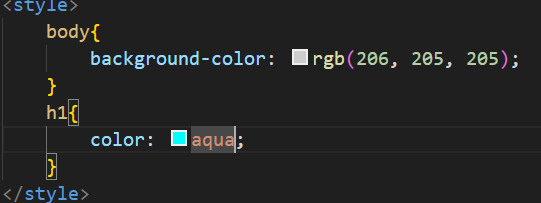 <style>
body{
background-color: rgb(206, 205, 205);
}
h1{
color: aqua;
}
</style>